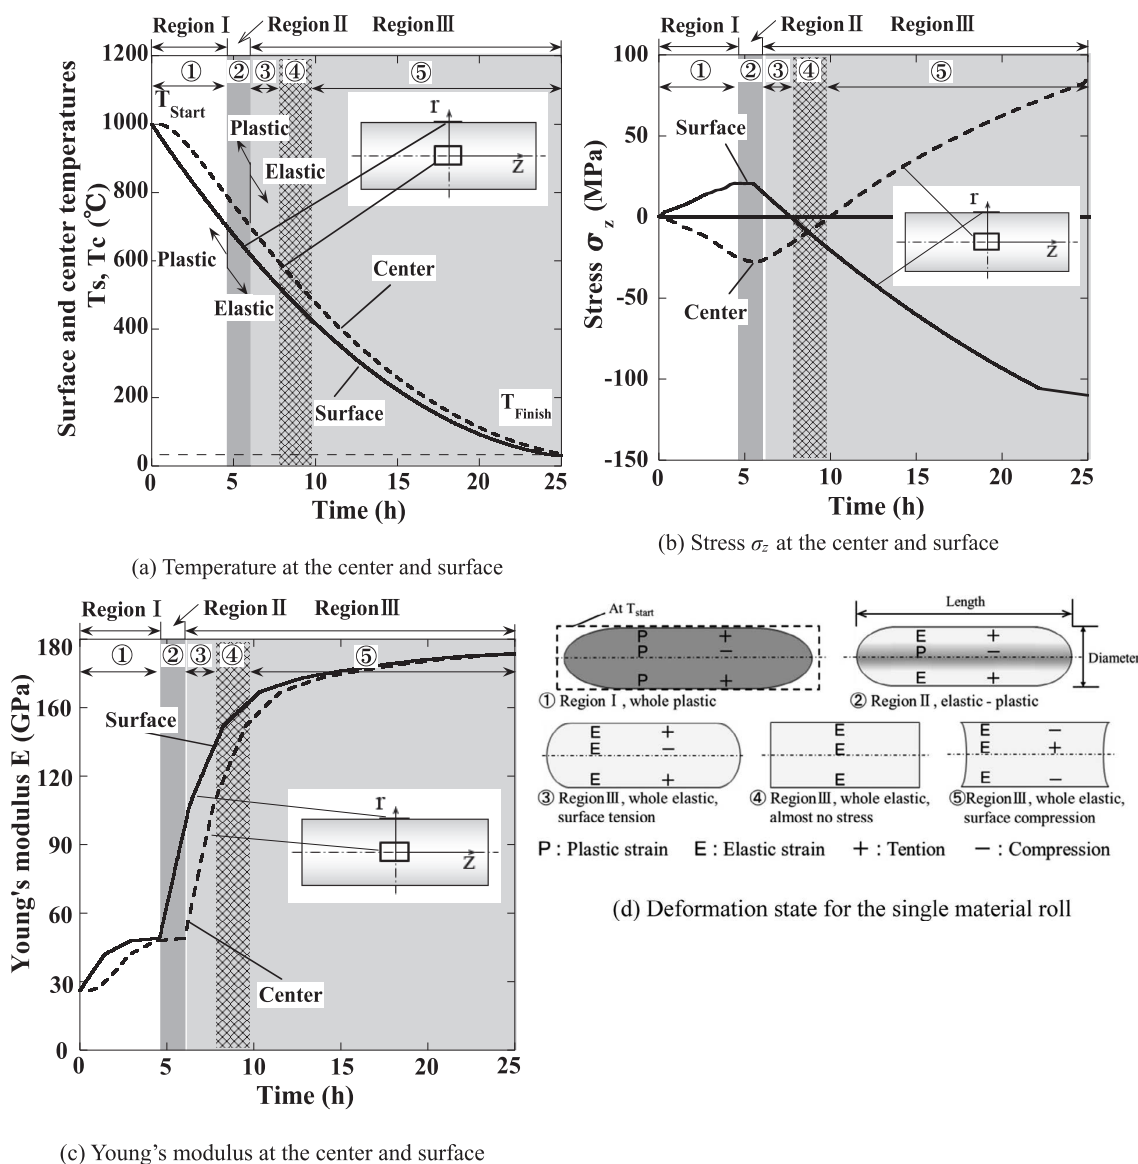 Region Ⅰ
Region Ⅱ
Region Ⅲ
1200
1000
800
600
400
200
0
Surface and center temperatures
Ts, Tc (℃)
① ② ③ ④ ⑤
T Start
Plastic
Elastic
Plastic
Elastic
r
z
Center
Surface
T Finish
0 5 10 15 20 25
Time (h)
(a) Temperature at the center and surface
Region Ⅰ
Region Ⅱ
Region Ⅲ
100
50
0
-50
-100
-150
Stress σ z (MPa)
① ② ③ ④ ⑤
Surface
r
z
Center
0 5 10 15 20 25
Time (h)
(b) Stress σz at the center and surface
Region Ⅰ
Region Ⅱ
Region Ⅲ
180
160
120
90
60
30
0
Young's modulus E (GPa)
① ② ③ ④ ⑤
Surface
r
z
Center
0 5 10 15 20 25
Time (h)
(c) Young's modulus at the center and surface
At Tstart
P +
P −
P +
① Region Ⅰ, whole plastic
Length
E +
P −
E +
Diameter
② Region Ⅱ, elastic - plastic
E +
E −
E +
③ Region Ⅲ, whole elastic,
surface tension
E
E
E
④ Region Ⅲ, whole elastic,
almost no stress
E −
E +
E −
⑤ Region Ⅲ, whole elastic,
surface compression
P : Plastic strain E : Elastic strain + : Tention − : Compression
(d) Deformation state for the single material roll